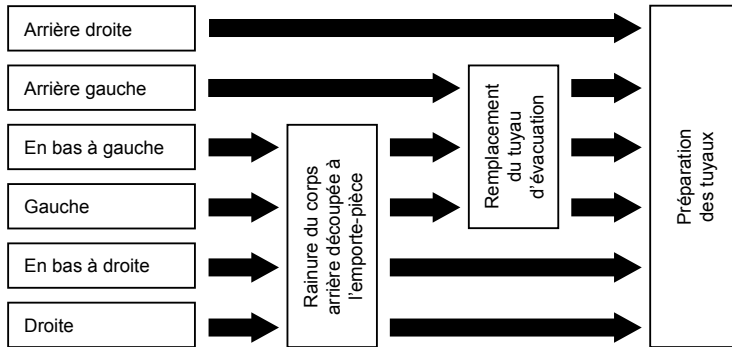 Arrière droite
Arrière gauche
En bas à gauche
Gauche
En bas à droite
Droite
Rainure du corps
arrière découpée à
l’emporte-pièce
Remplacement
du tuyau
d’évacuation
Préparation
des tuyaux